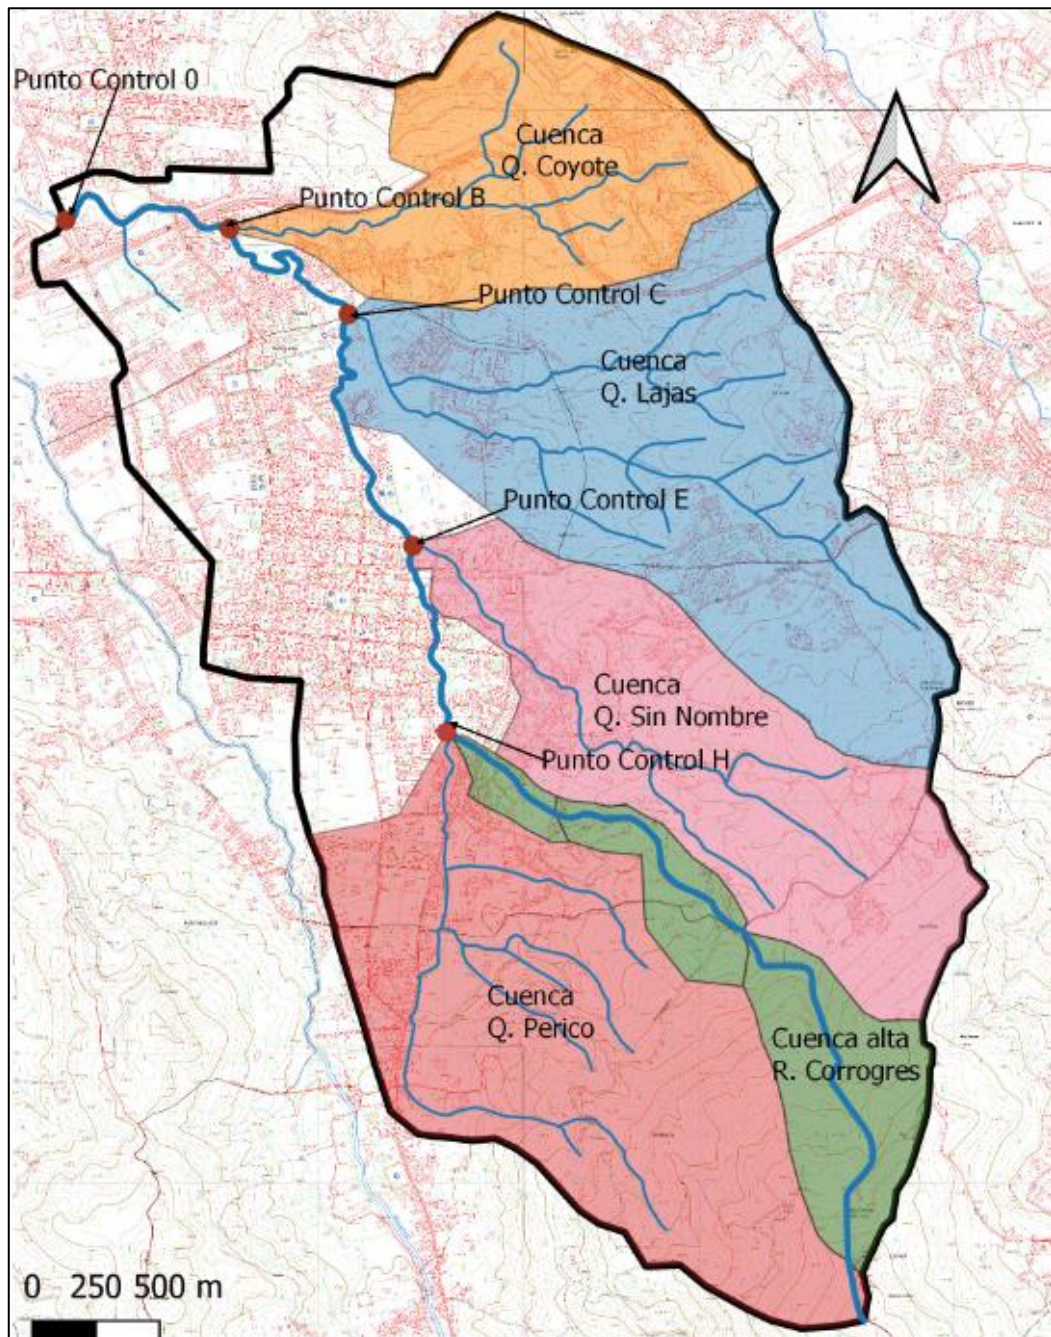 Punto Control 0
Cuenca
Q. Coyote
Punto Control B
Punto Control C
Cuenca
Q. Lajas
Punto Control E
Cuenca
Q. Sin Nombre
Punto Control H
Cuenca
Q. Perico
Cuenca alta
R. Corrogres
0 250 500 m